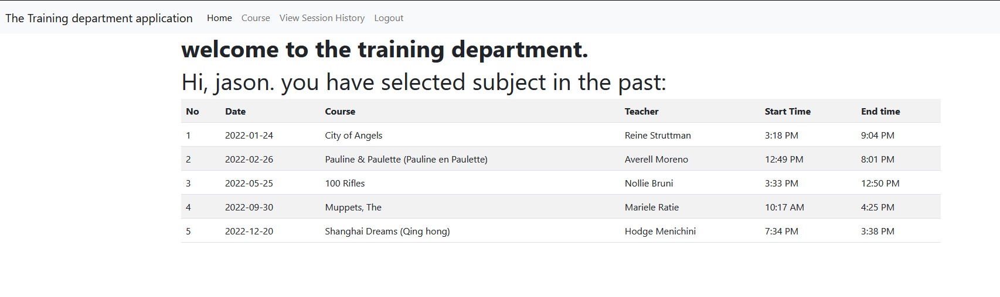 The Training department application Home Course View Session History Logout
welcome to the training department.
Hi, jason. you have selected subject in the past:
No Date Course Teacher Start Time End time
1 2022-01-24 City of Angels Reine Struttman 3:18 PM 9:04 PM
2 2022-02-26 Pauline & Paulette (Pauline en Paulette) Averell Moreno 12:49 PM 8:01 PM
3 2022-05-25 100 Rifles Nollie Bruni 3:33 PM 12:50 PM
4 2022-09-30 Muppets, The Mariele Ratie 10:17 AM 4:25 PM
5 2022-12-20 Shanghai Dreams (Qing hong) Hodge Menichini 7:34 PM 3:38 PM